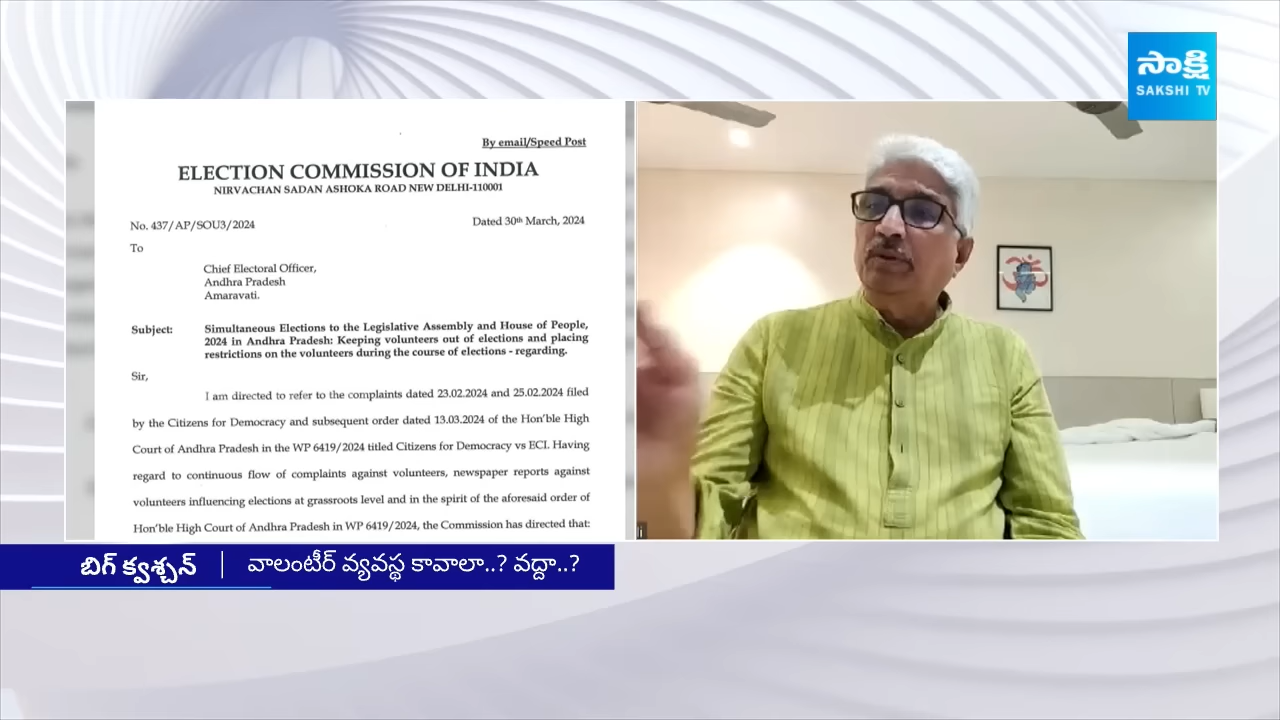 సాక్షి
SAKSHI TV
By email/Speed Post
ELECTION COMMISSION OF INDIA
NIRVACHAN SADAN ASHOKA ROAD NEW DELHI-110001
No. 437/AP/SOU3/2024
Dated 30th March, 2024
To
Chief Electoral Officer,
Andhra Pradesh
Amaravati.
Subject: Simultaneous Elections to the Legislative Assembly and House of People,
2024 in Andhra Pradesh: Keeping volunteers out of elections and placing
restrictions on the volunteers during the course of elections - regarding.
Sir,
I am directed to refer to the complaints dated 23.02.2024 and 25.02.2024 filed
by the Citizens for Democracy and subsequent order dated 13.03.2024 of the Hon'ble High
Court of Andhra Pradesh in the WP 6419/2024 titled Citizens for Democracy vs ECI. Having
regard to continuous flow of complaints against volunteers, newspaper reports against
volunteers influencing elections at grassroots level and in the spirit of the aforesaid order of
Hon'ble High Court of Andhra Pradesh in WP 6419/2024, the Commission has directed that:
బిగ్ క్వశ్చన్ | వాలంటీర్ వ్యవస్థ కావాలా..? వద్దా..?